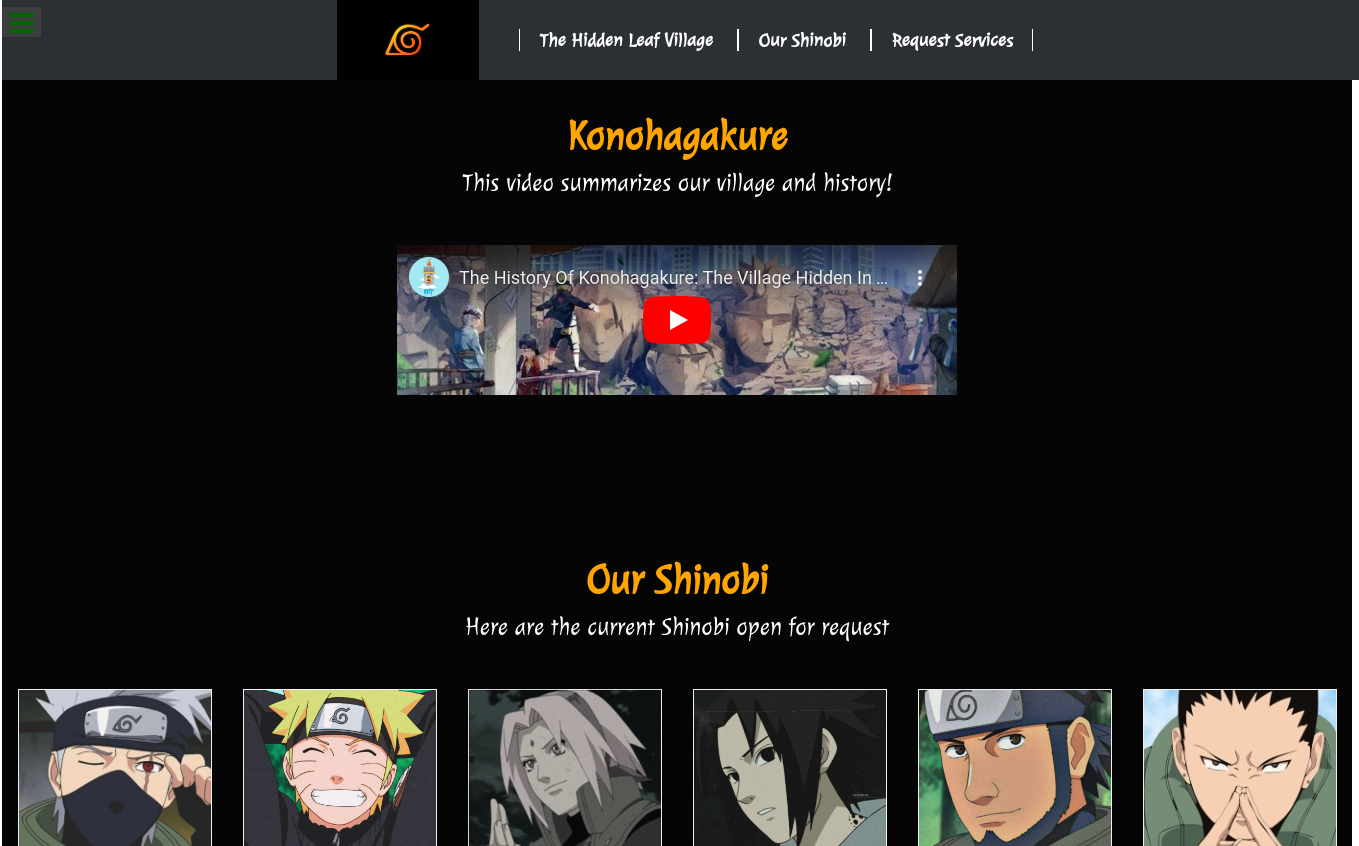 The Hidden Leaf Village
Our Shinobi
Request Services
Konohagakure
This video summarizes our village and history!
The History Of Konohagakure: The Village Hidden In ...
Our Shinobi
Here are the current Shinobi open for request